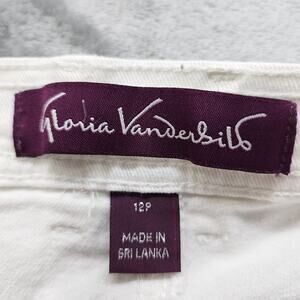 Gloria Vanderbilt
12P
MADE IN
SRI LANKA